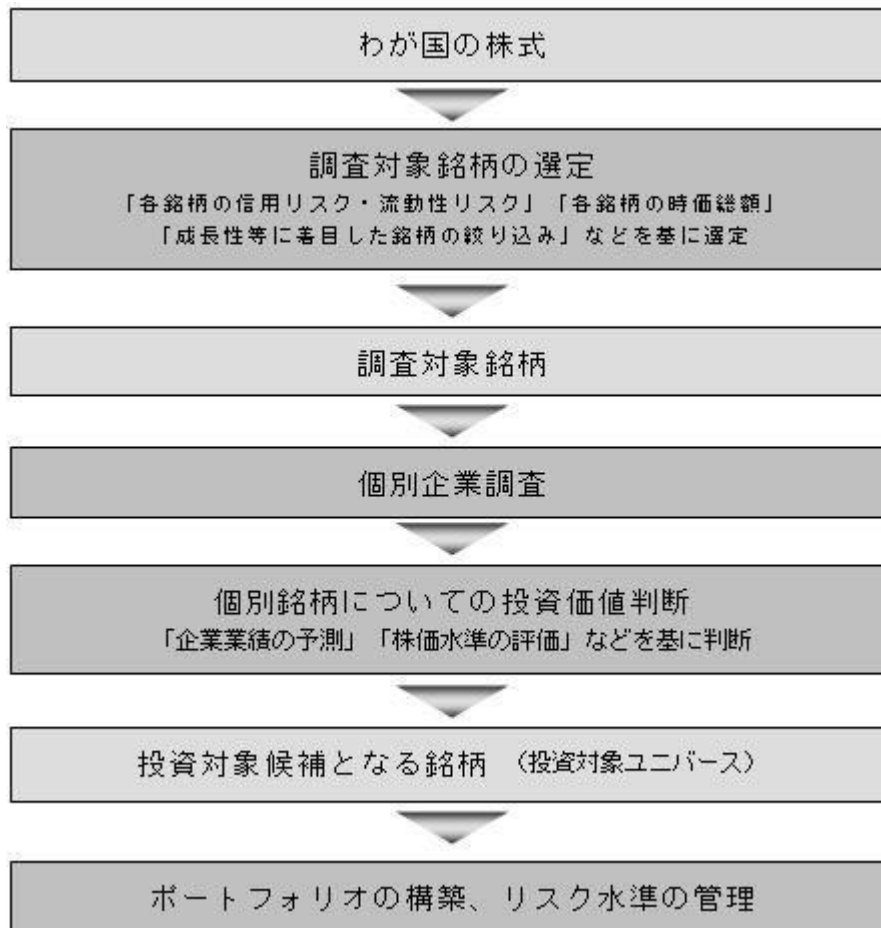 わが国の株式
調査対象銘柄の選定
「各銘柄の信用リスク・流動性リスク」「各銘柄の時価総額」
「成長性等に着目した銘柄の絞り込み」などを基に選定
調査対象銘柄
個別企業調査
個別銘柄についての投資価値判断
「企業業績の予測」「株価水準の評価」などを基に判断
投資対象候補となる銘柄 （投資対象ユニバース）
ポートフォリオの構築、リスク水準の管理